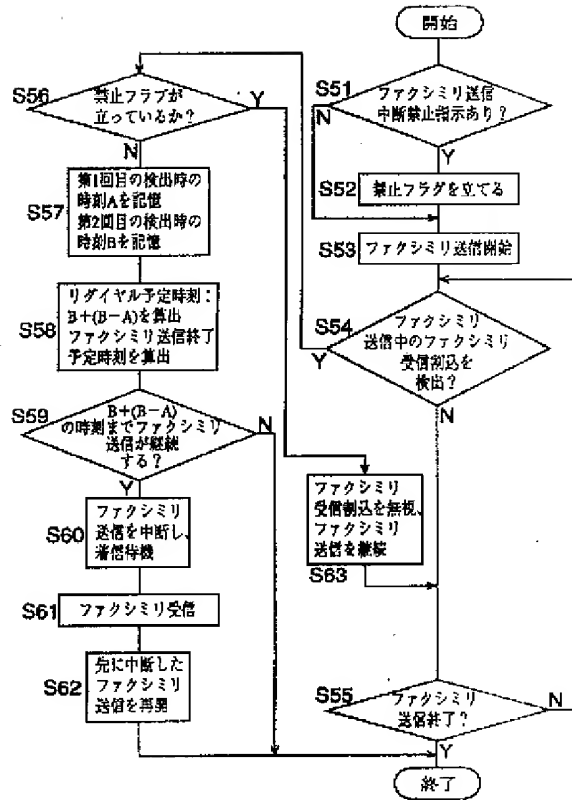 開始
S51
ファクシミリ送信
中断禁止指示あり?
N
Y
S52
禁止フラグを立てる
S53
ファクシミリ送信開始
S54
ファクシミリ
送信中のファクシミリ
受信割込を
検出?
Y
N
S56
禁止フラグが
立っているか?
Y
N
S57
第1回目の検出時の
時刻Aを記憶
第2回目の検出時の
時刻Bを記憶
S58
リダイヤル予定時刻:
B+(B−A)を算出
ファクシミリ送信終了
予定時刻を算出
S59
B+(B−A)
の時刻までファクシミリ
送信が継続
する?
N
Y
S60
ファクシミリ
送信を中断し、
着信待機
S61
ファクシミリ受信
S62
先に中断した
ファクシミリ
送信を再開
ファクシミリ
受信割込を無視、
ファクシミリ
送信を継続
S63
S55
ファクシミリ
送信終了?
N
Y
終了